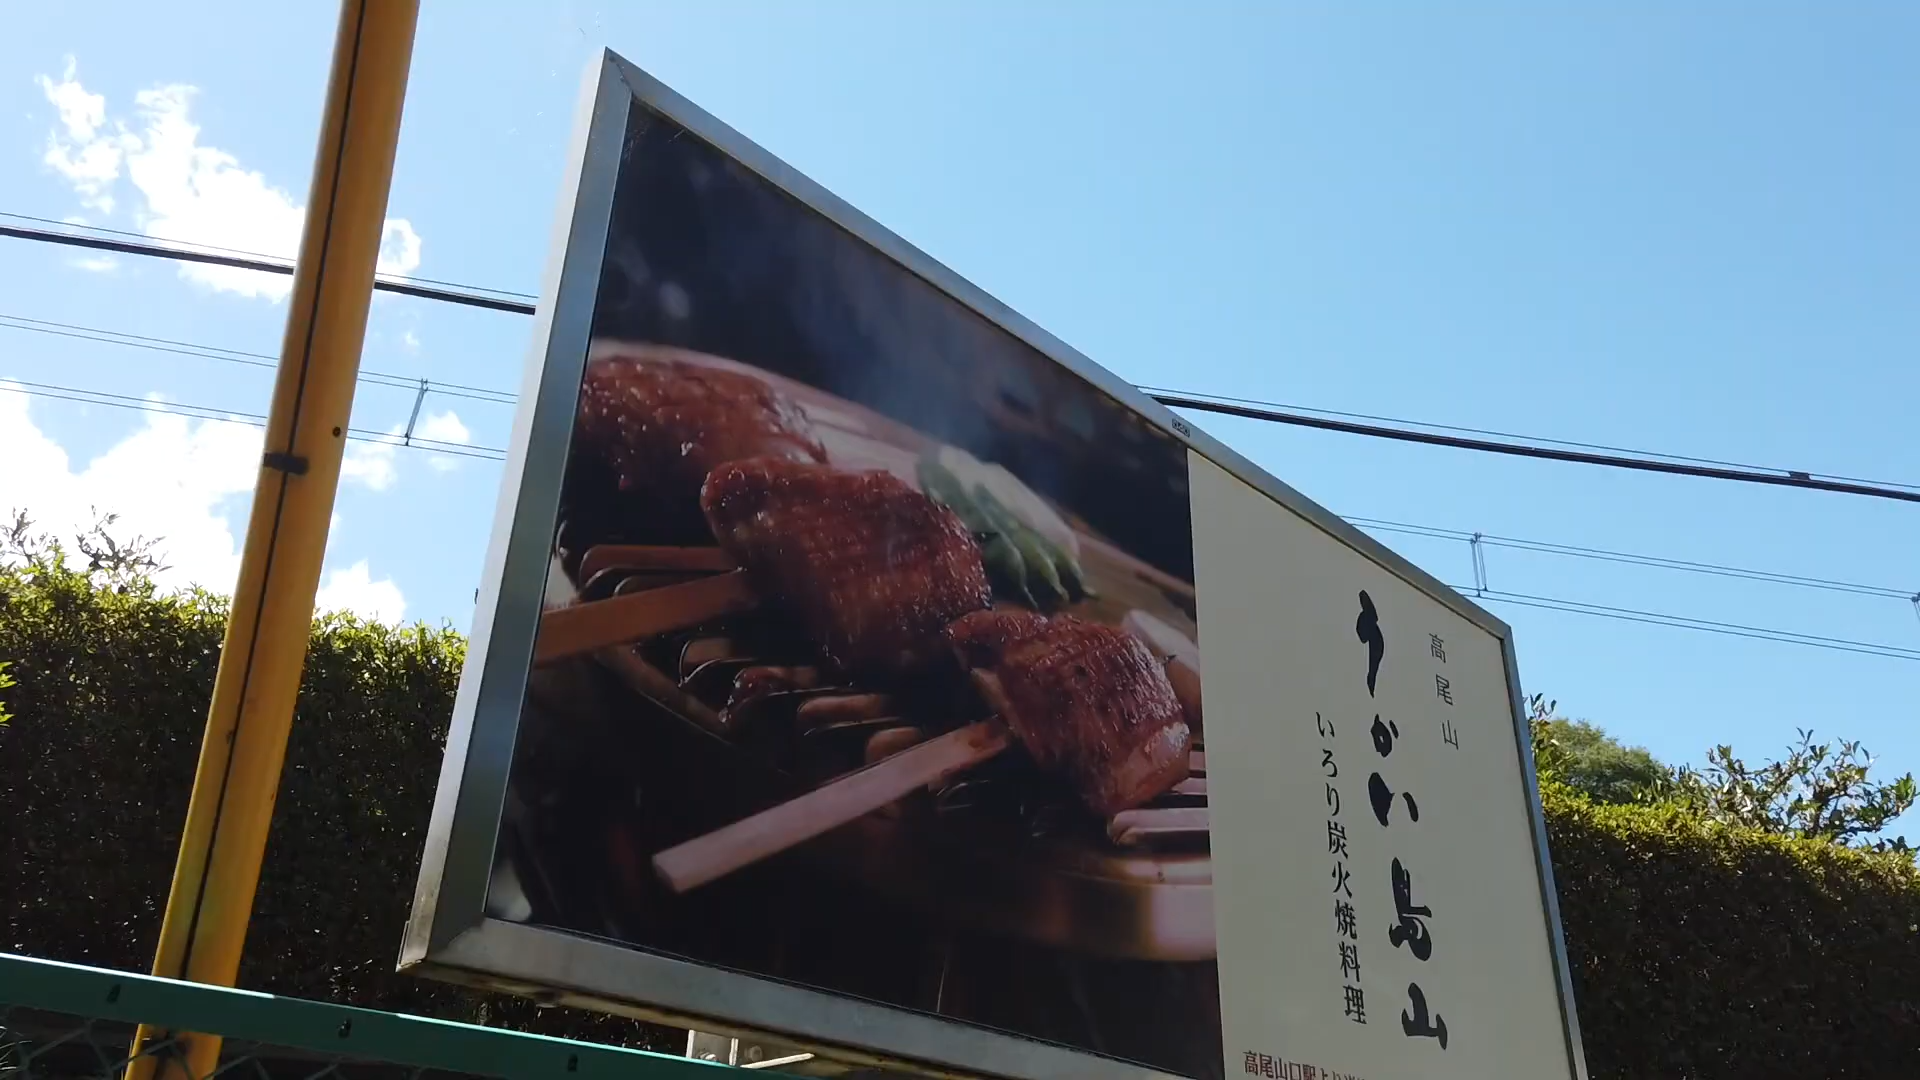 高尾山
うかい鳥山
いろり炭火焼料理
高尾山口駅より